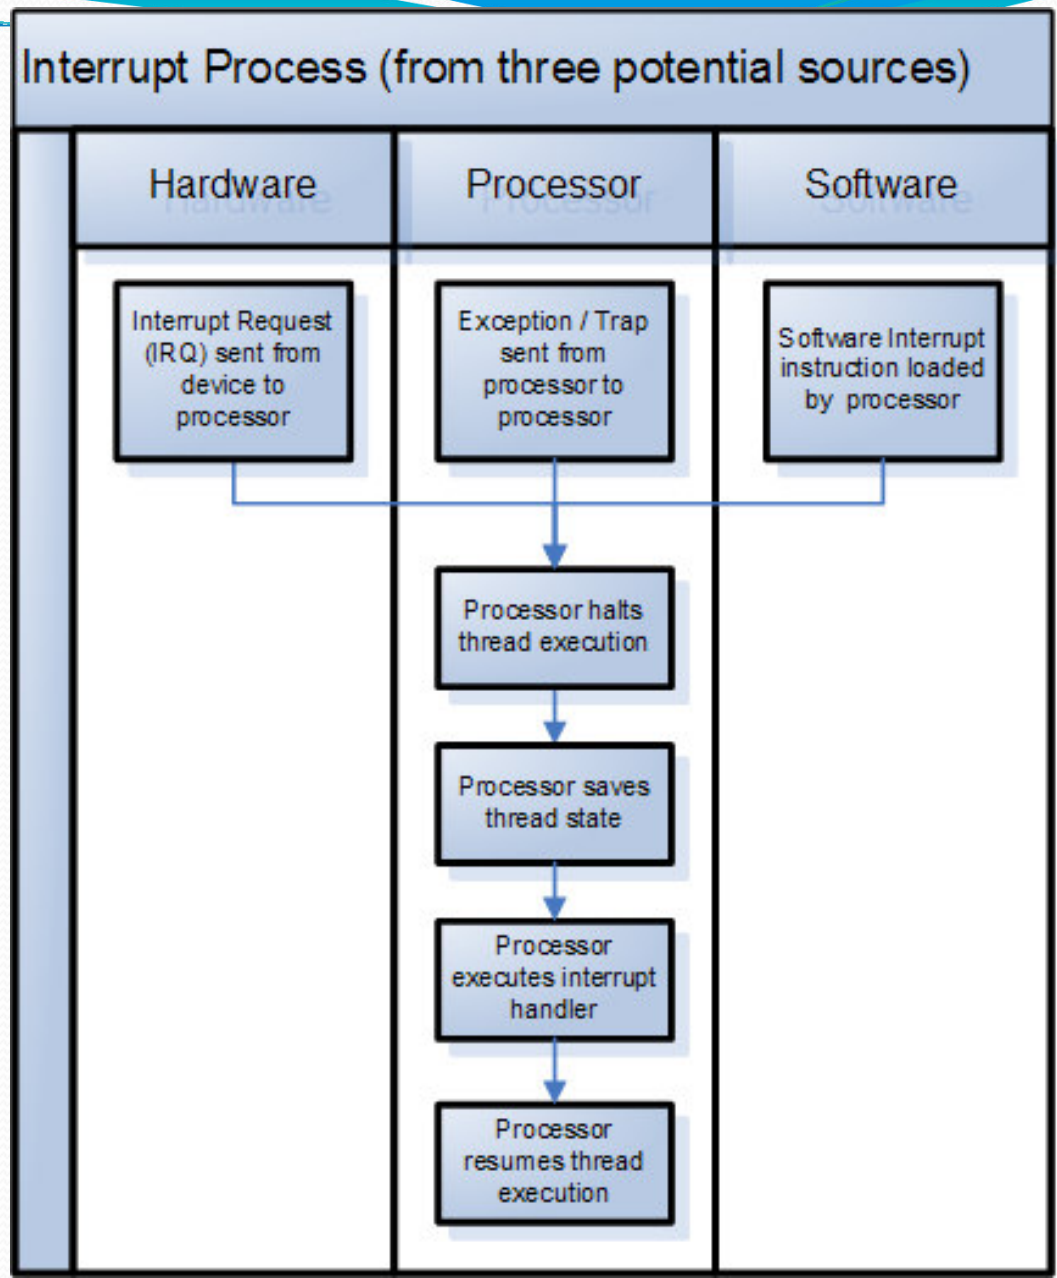 Interrupt Process (from three potential sources)
Hardware
Processor
Software
Interrupt Request
(IRQ) sent from
device to
processor
Exception / Trap
sent from
processor to
processor
Software Interrupt
instruction loaded
by processor
Processor halts
thread execution
Processor saves
thread state
Processor
executes interrupt
handler
Processor
resumes thread
execution